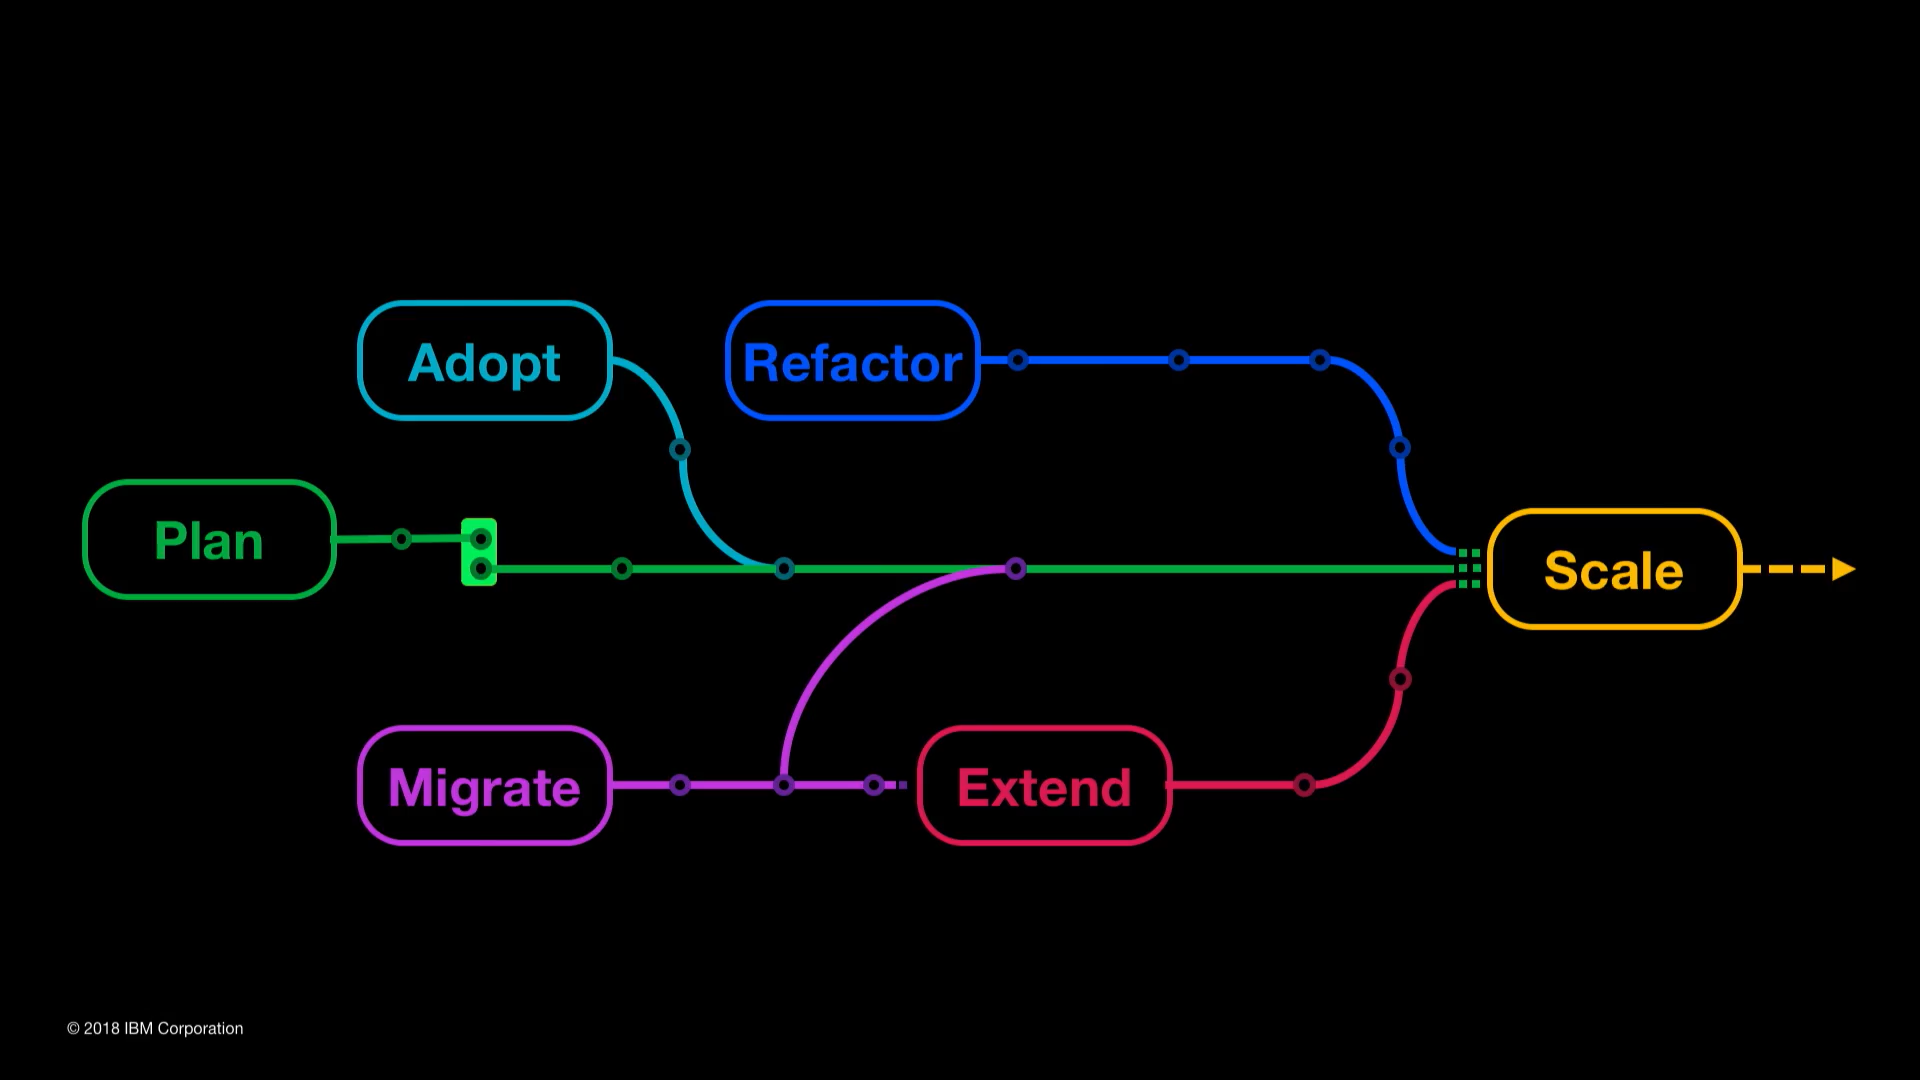 Adopt
Refactor
Plan
Scale
Migrate
Extend
© 2018 IBM Corporation